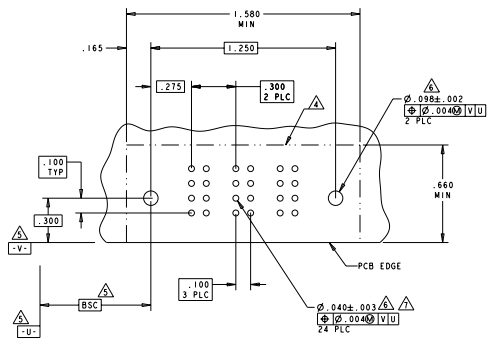 1.580
MIN
.165
1.250
.275
.300
2 PLC
4
6
Ø.098±.002
⌖ Ø.004Ⓜ V U
2 PLC
.100
TYP
.660
MIN
.300
5
-V-
PCB EDGE
.100
3 PLC
5
BSC
5
-U-
Ø.040±.003 6 7
⌖ Ø.004Ⓜ V U
24 PLC